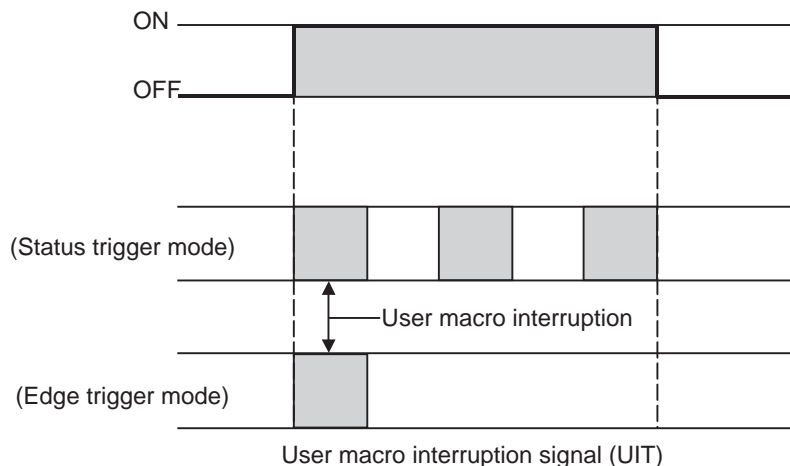 ON
OFF
(Status trigger mode)
User macro interruption
(Edge trigger mode)
User macro interruption signal (UIT)